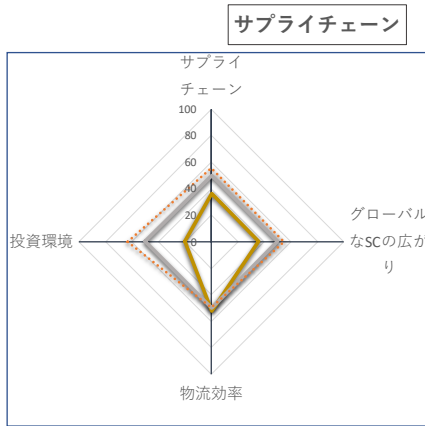 サプライチェーン
サプライ
チェーン
100
80
60
40
20
0
グローバル
なSCの広が
り
投資環境
物流効率